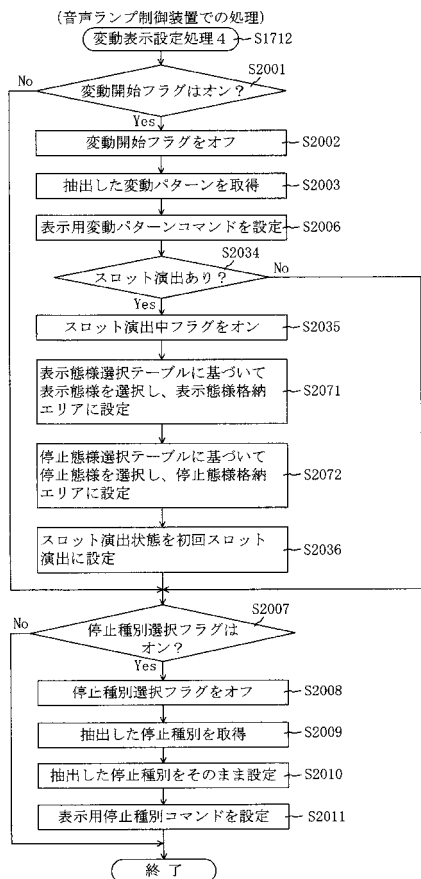 (音声ランプ制御装置での処理)
変動表示設定処理4
S1712
S2001
No
変動開始フラグはオン?
Yes
変動開始フラグをオフ
S2002
抽出した変動パターンを取得
S2003
表示用変動パターンコマンドを設定
S2006
S2034
スロット演出あり?
No
Yes
スロット演出中フラグをオン
S2035
表示態様選択テーブルに基づいて
表示態様を選択し、表示態様格納
エリアに設定
S2071
停止態様選択テーブルに基づいて
停止態様を選択し、停止態様格納
エリアに設定
S2072
スロット演出状態を初回スロット
演出に設定
S2036
S2007
No
停止種別選択フラグは
オン?
Yes
停止種別選択フラグをオフ
S2008
抽出した停止種別を取得
S2009
抽出した停止種別をそのまま設定
S2010
表示用停止種別コマンドを設定
S2011
終了